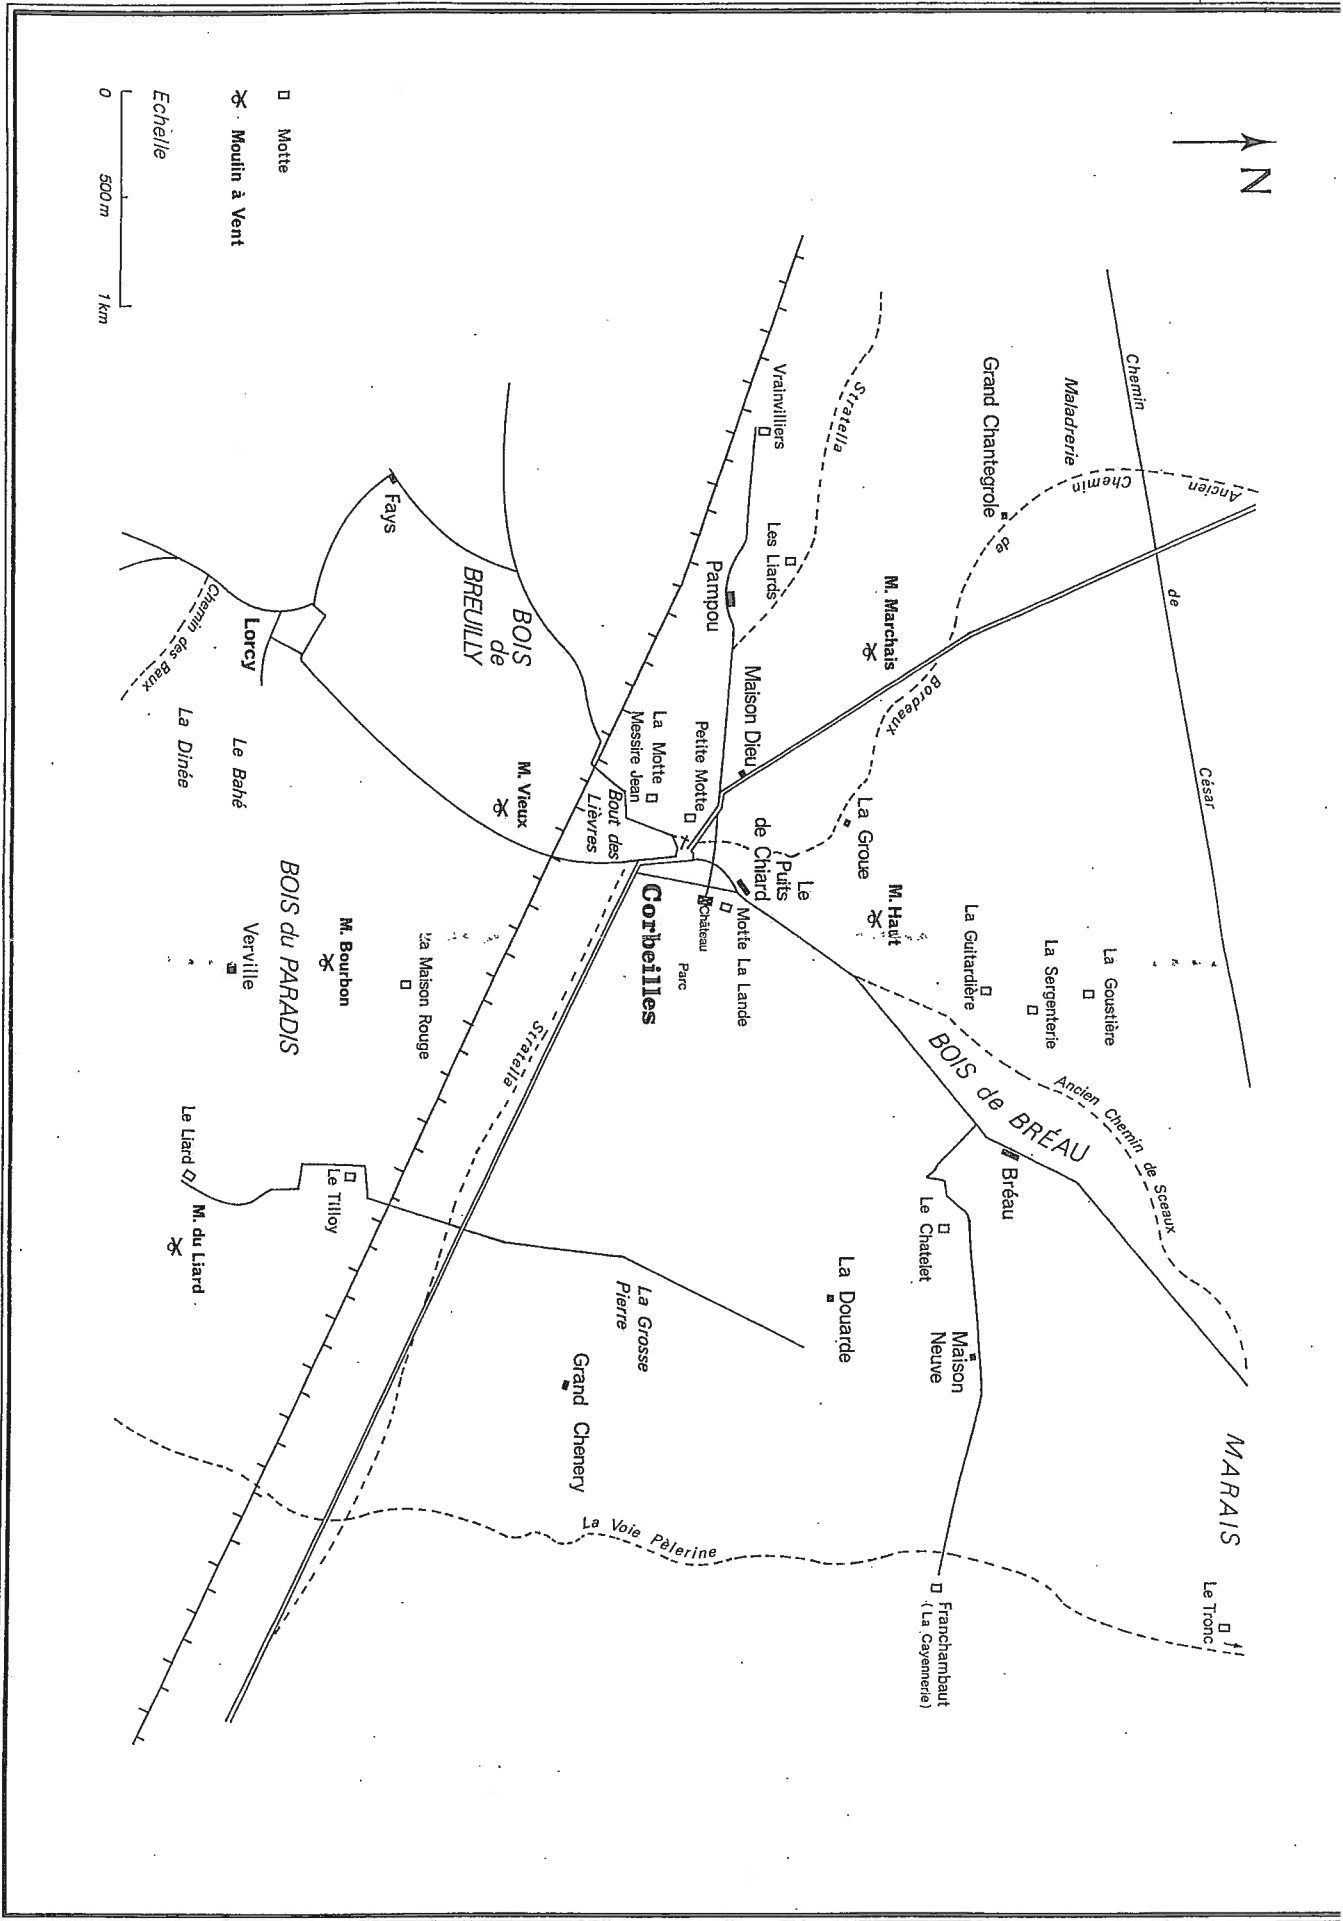 N
Chemin
de
César
Ancien
Chemin
de
Bordeaux
Maladrerie
Grand Chantegrole
MARAIS
Le Tronc
La Goustière
La Sergenterie
La Guitardière
Ancien Chemin de Sceaux
BOIS de BRÉAU
Bréau
Le Chatelet
Maison
Neuve
Franchambaut
(La Cayennerie)
Stratella
M. Marchais
M. Haut
La Groue
La Douarde
Vrainvilliers
Les Liards
Pampou
Maison Dieu
Le
Puits
de Chiard
Petite Motte
Motte La Lande
Château
Parc
La Motte
Messire Jean
Corbeilles
Bout des
Lièvres
La Voie Pèlerine
La Grosse
Pierre
Grand Chenery
BOIS
de
BREUILLY
M. Vieux
Stratella
Fays
La Maison Rouge
M. Bourbon
Le Tilloy
BOIS du PARADIS
Lorcy
Verville
Le Bahé
Chemin des Baux
La Dinée
Le Liard
M. du Liard
Motte
Moulin à Vent
Echelle
0 500m 1km